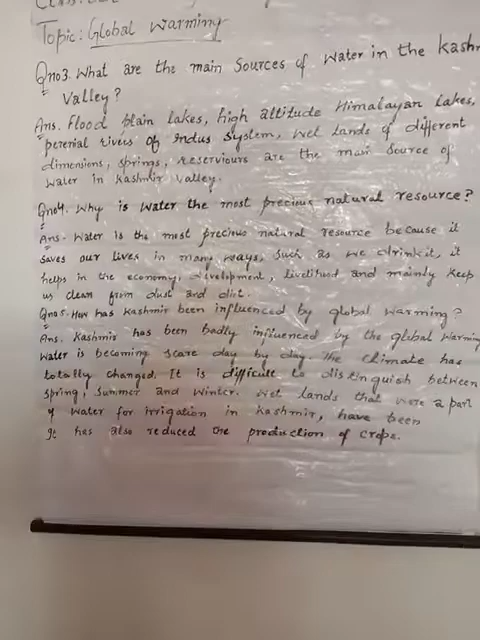 Topic: Global Warming
Qno3. What are the main Sources of water in the Kashm
Valley?
Ans. Flood plain lakes, high altitude Himalayan Lakes,
perenial rivers of Indus System, wet lands of different
dimensions, springs, reserviours are the main source of
water in Kashmir Valley.
Qno4. Why is water the most precious natural resource?
Ans. Water is the most precious natural resource because it
saves our lives in many ways, such as we drink it, it
helps in the economy, development, livelihud and mainly keep
us clean from dust and dirt.
Qno5. How has Kashmir been influenced by global warming?
Ans. Kashmir has been badly influenced by the global warming
water is becoming scare day by day. The climate has
totally changed. It is difficult to distinguish between
Spring, Summer and Winter. Wet lands that were a part
of water for irrigation in Kashmir, have been
It has also reduced the production of crops.